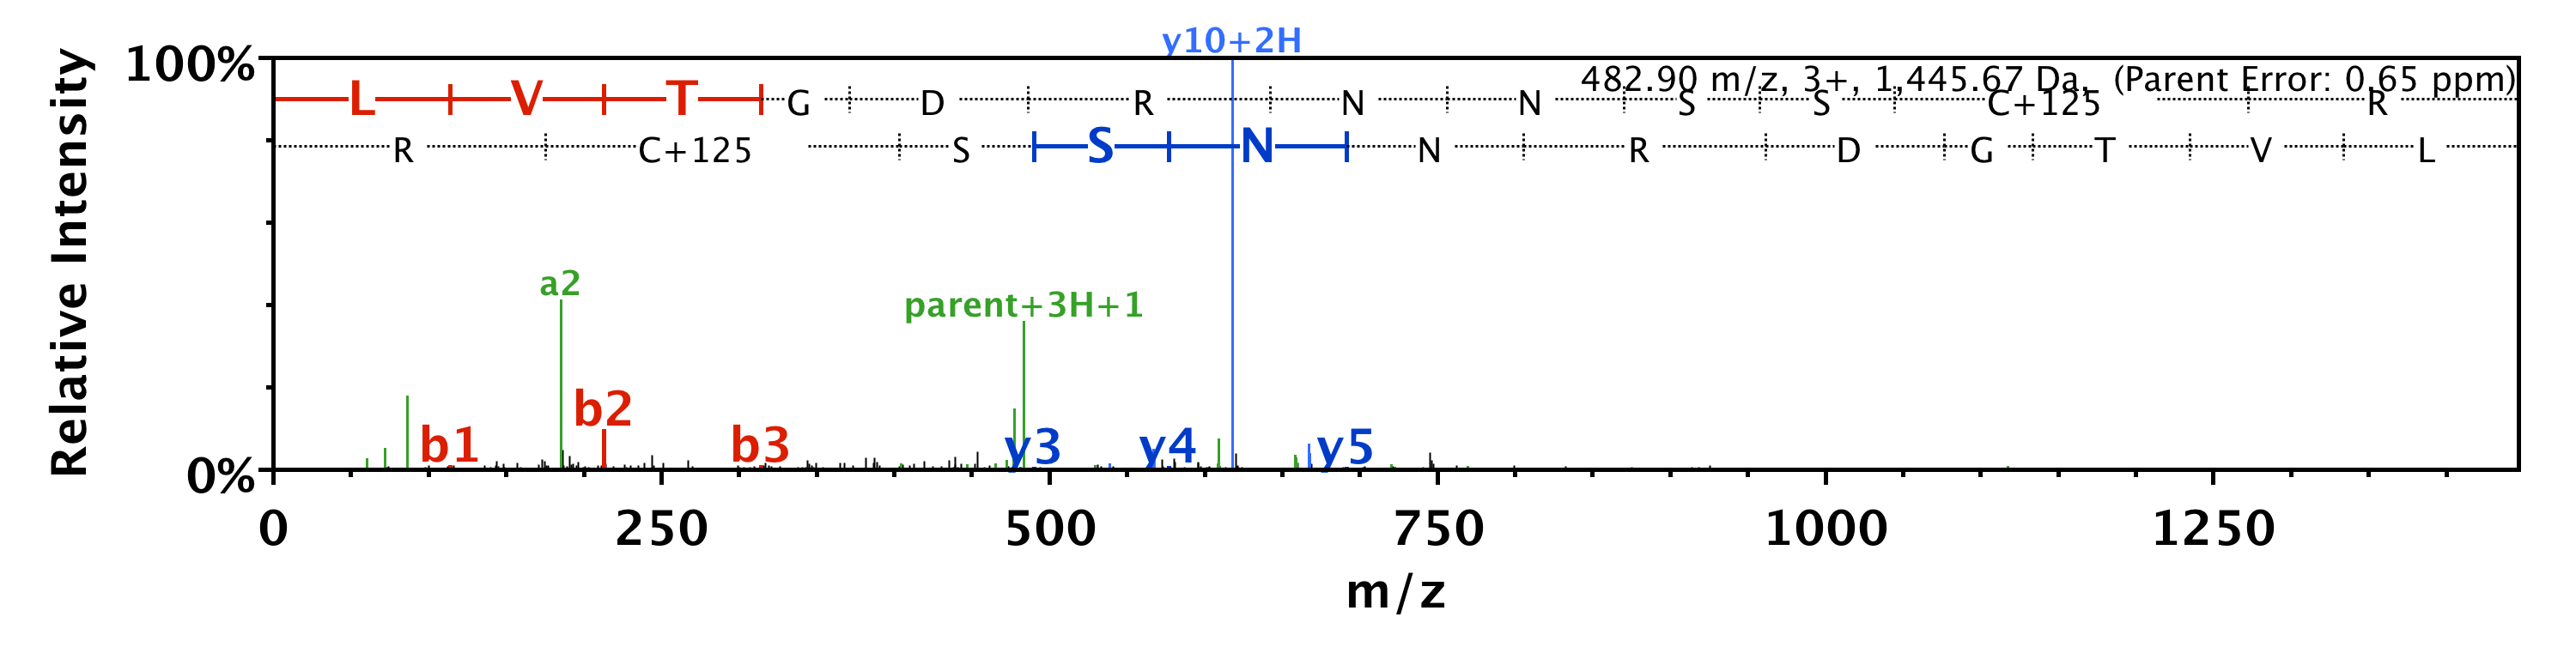 y10+2H
100%
482.90 m/z, 3+, 1,445.67 Da, (Parent Error: 0.65 ppm)
L V T G D R N N S S C+125 R
R C+125 S S N N R D G T V L
Relative Intensity
a2
parent+3H+1
b2
b1 b3 y3 y4 y5
0%
0 250 500 750 1000 1250
m/z